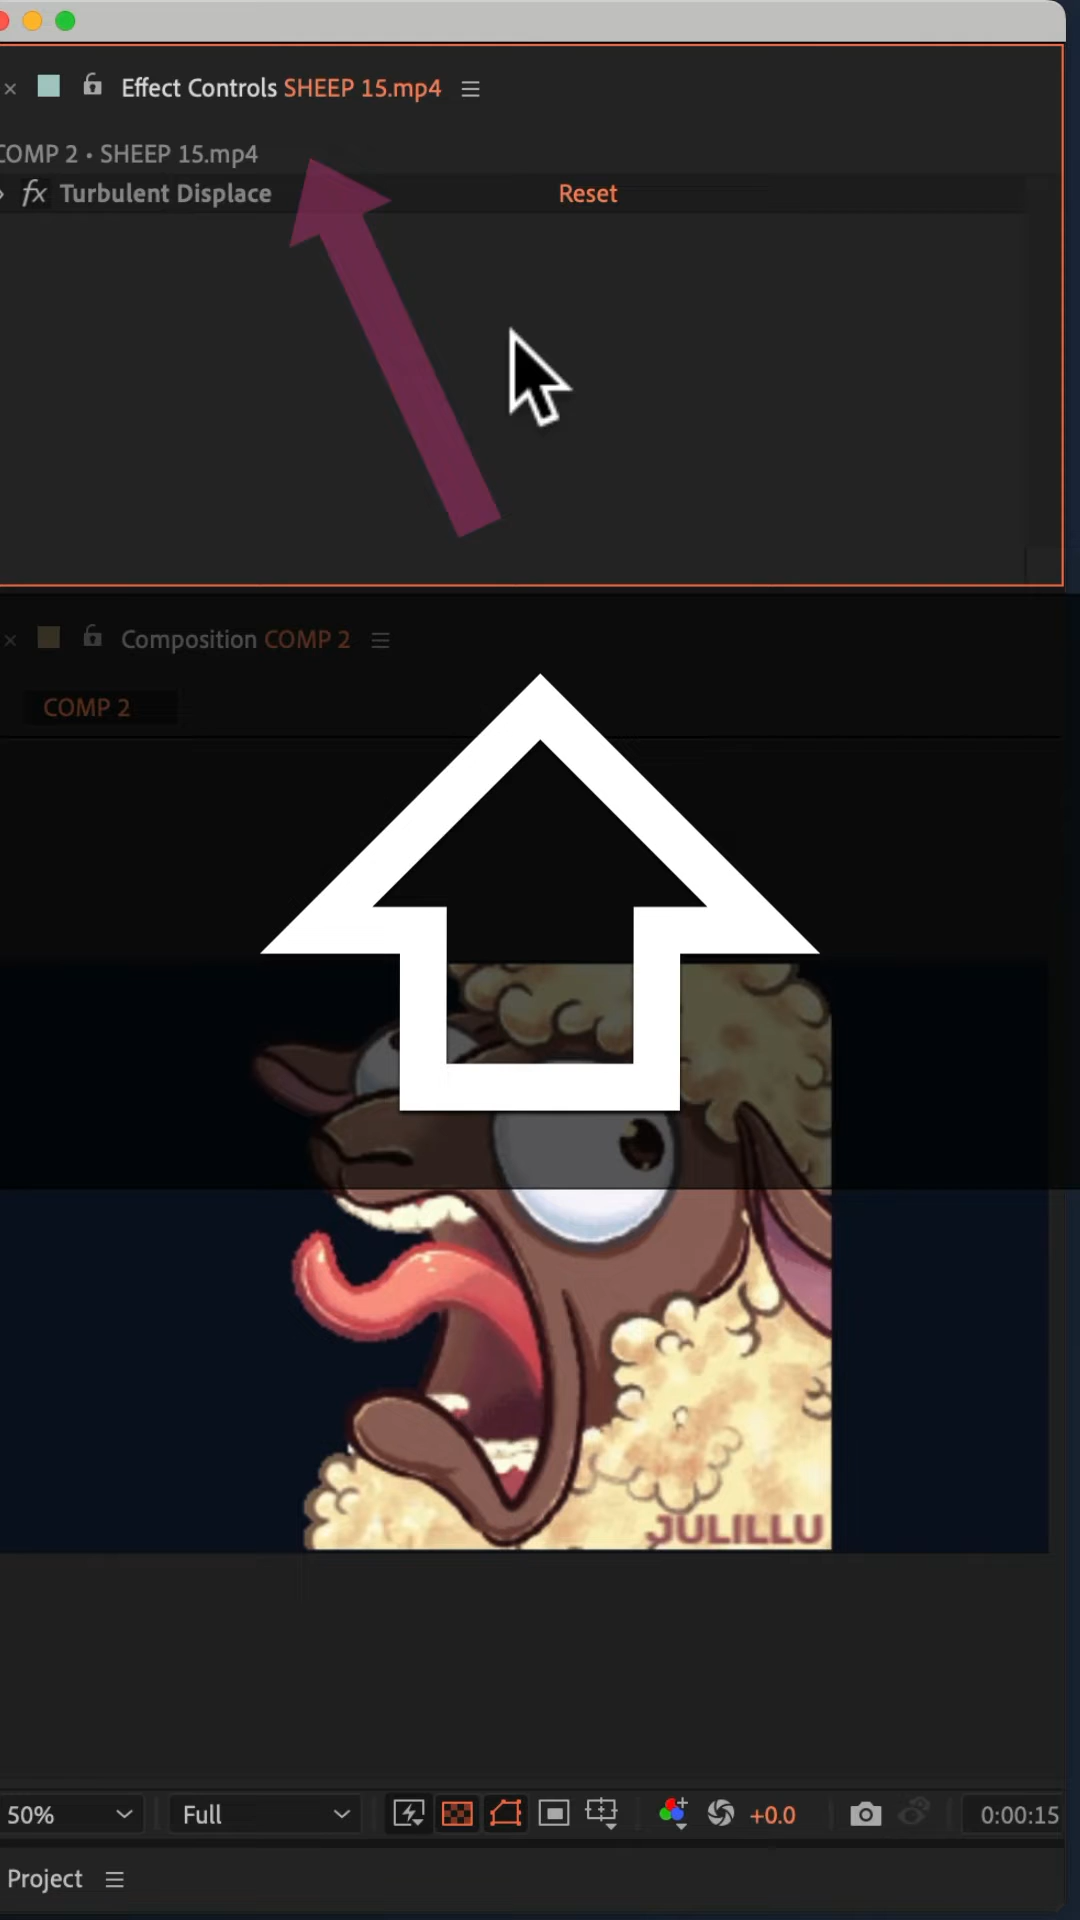 Effect Controls SHEEP 15.mp4
COMP 2 • SHEEP 15.mp4
fx Turbulent Displace Reset
Composition COMP 2
COMP 2
JULILLU
50% Full +0.0 0:00:15
Project